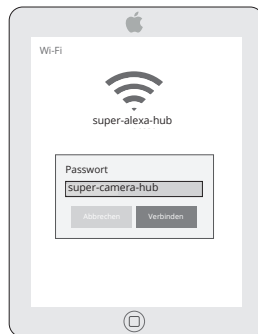 Wi-Fi
super-alexa-hub
Passwort
super-camera-hub
Abbrechen Verbinden